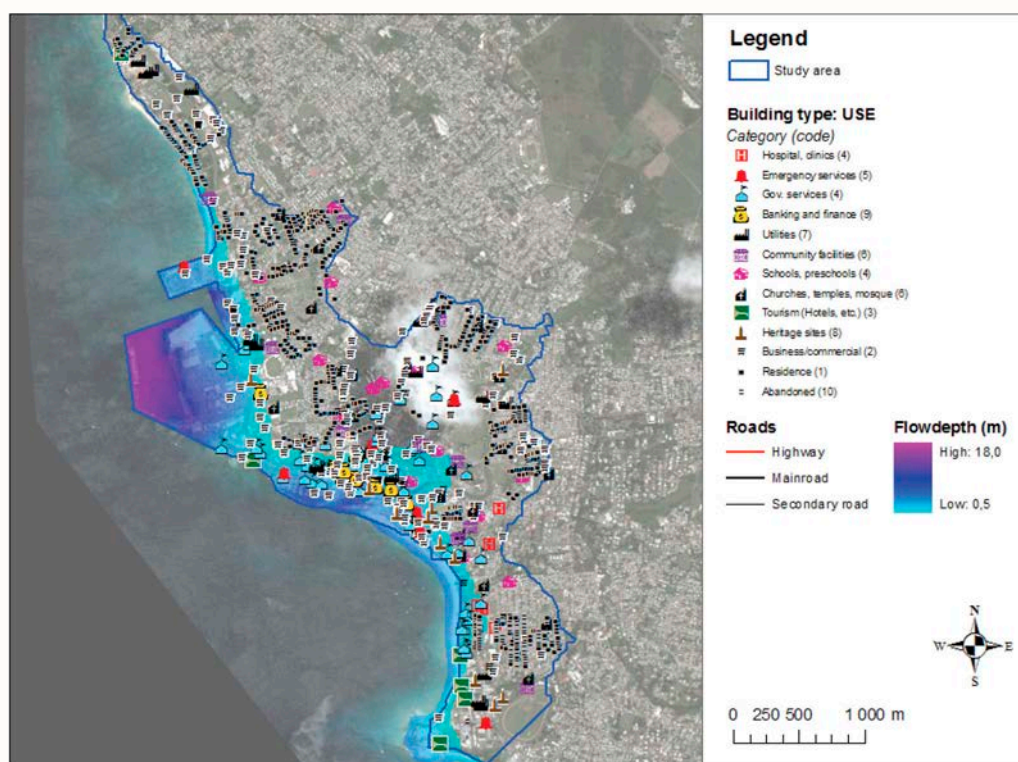 Legend
Study area
Building type: USE
Category (code)
Hospital, clinics (4)
Emergency services (5)
Gov. services (4)
Banking and finance (9)
Utilities (7)
Community facilities (6)
Schools, preschools (4)
Churches, temples, mosque (6)
Tourism (Hotels, etc.) (3)
Heritage sites (8)
Business/commercial (2)
Residence (1)
Abandoned (10)
Roads
Highway
Mainroad
Secondary road
Flowdepth (m)
High: 18,0
Low: 0,5
N
W E
S
0 250 500 1 000 m